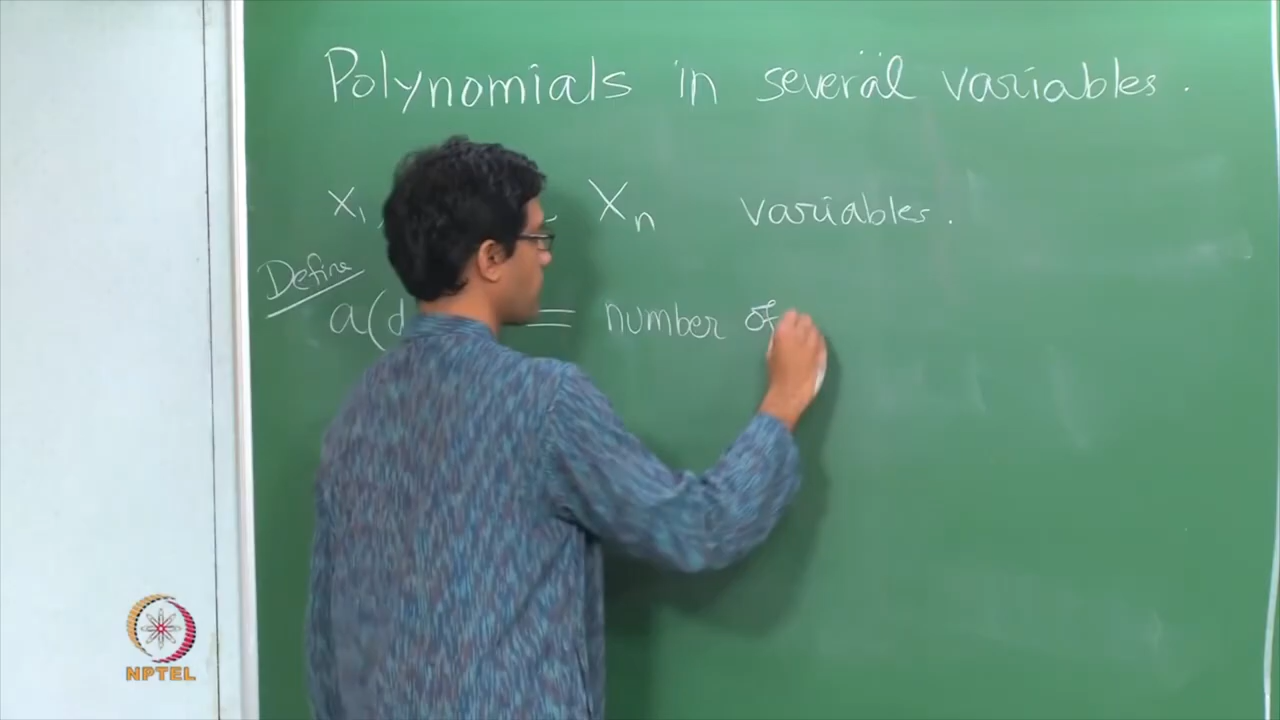 Polynomials in several variables.
x₁, , Xₙ variables.
Define
a(d = number of
NPTEL